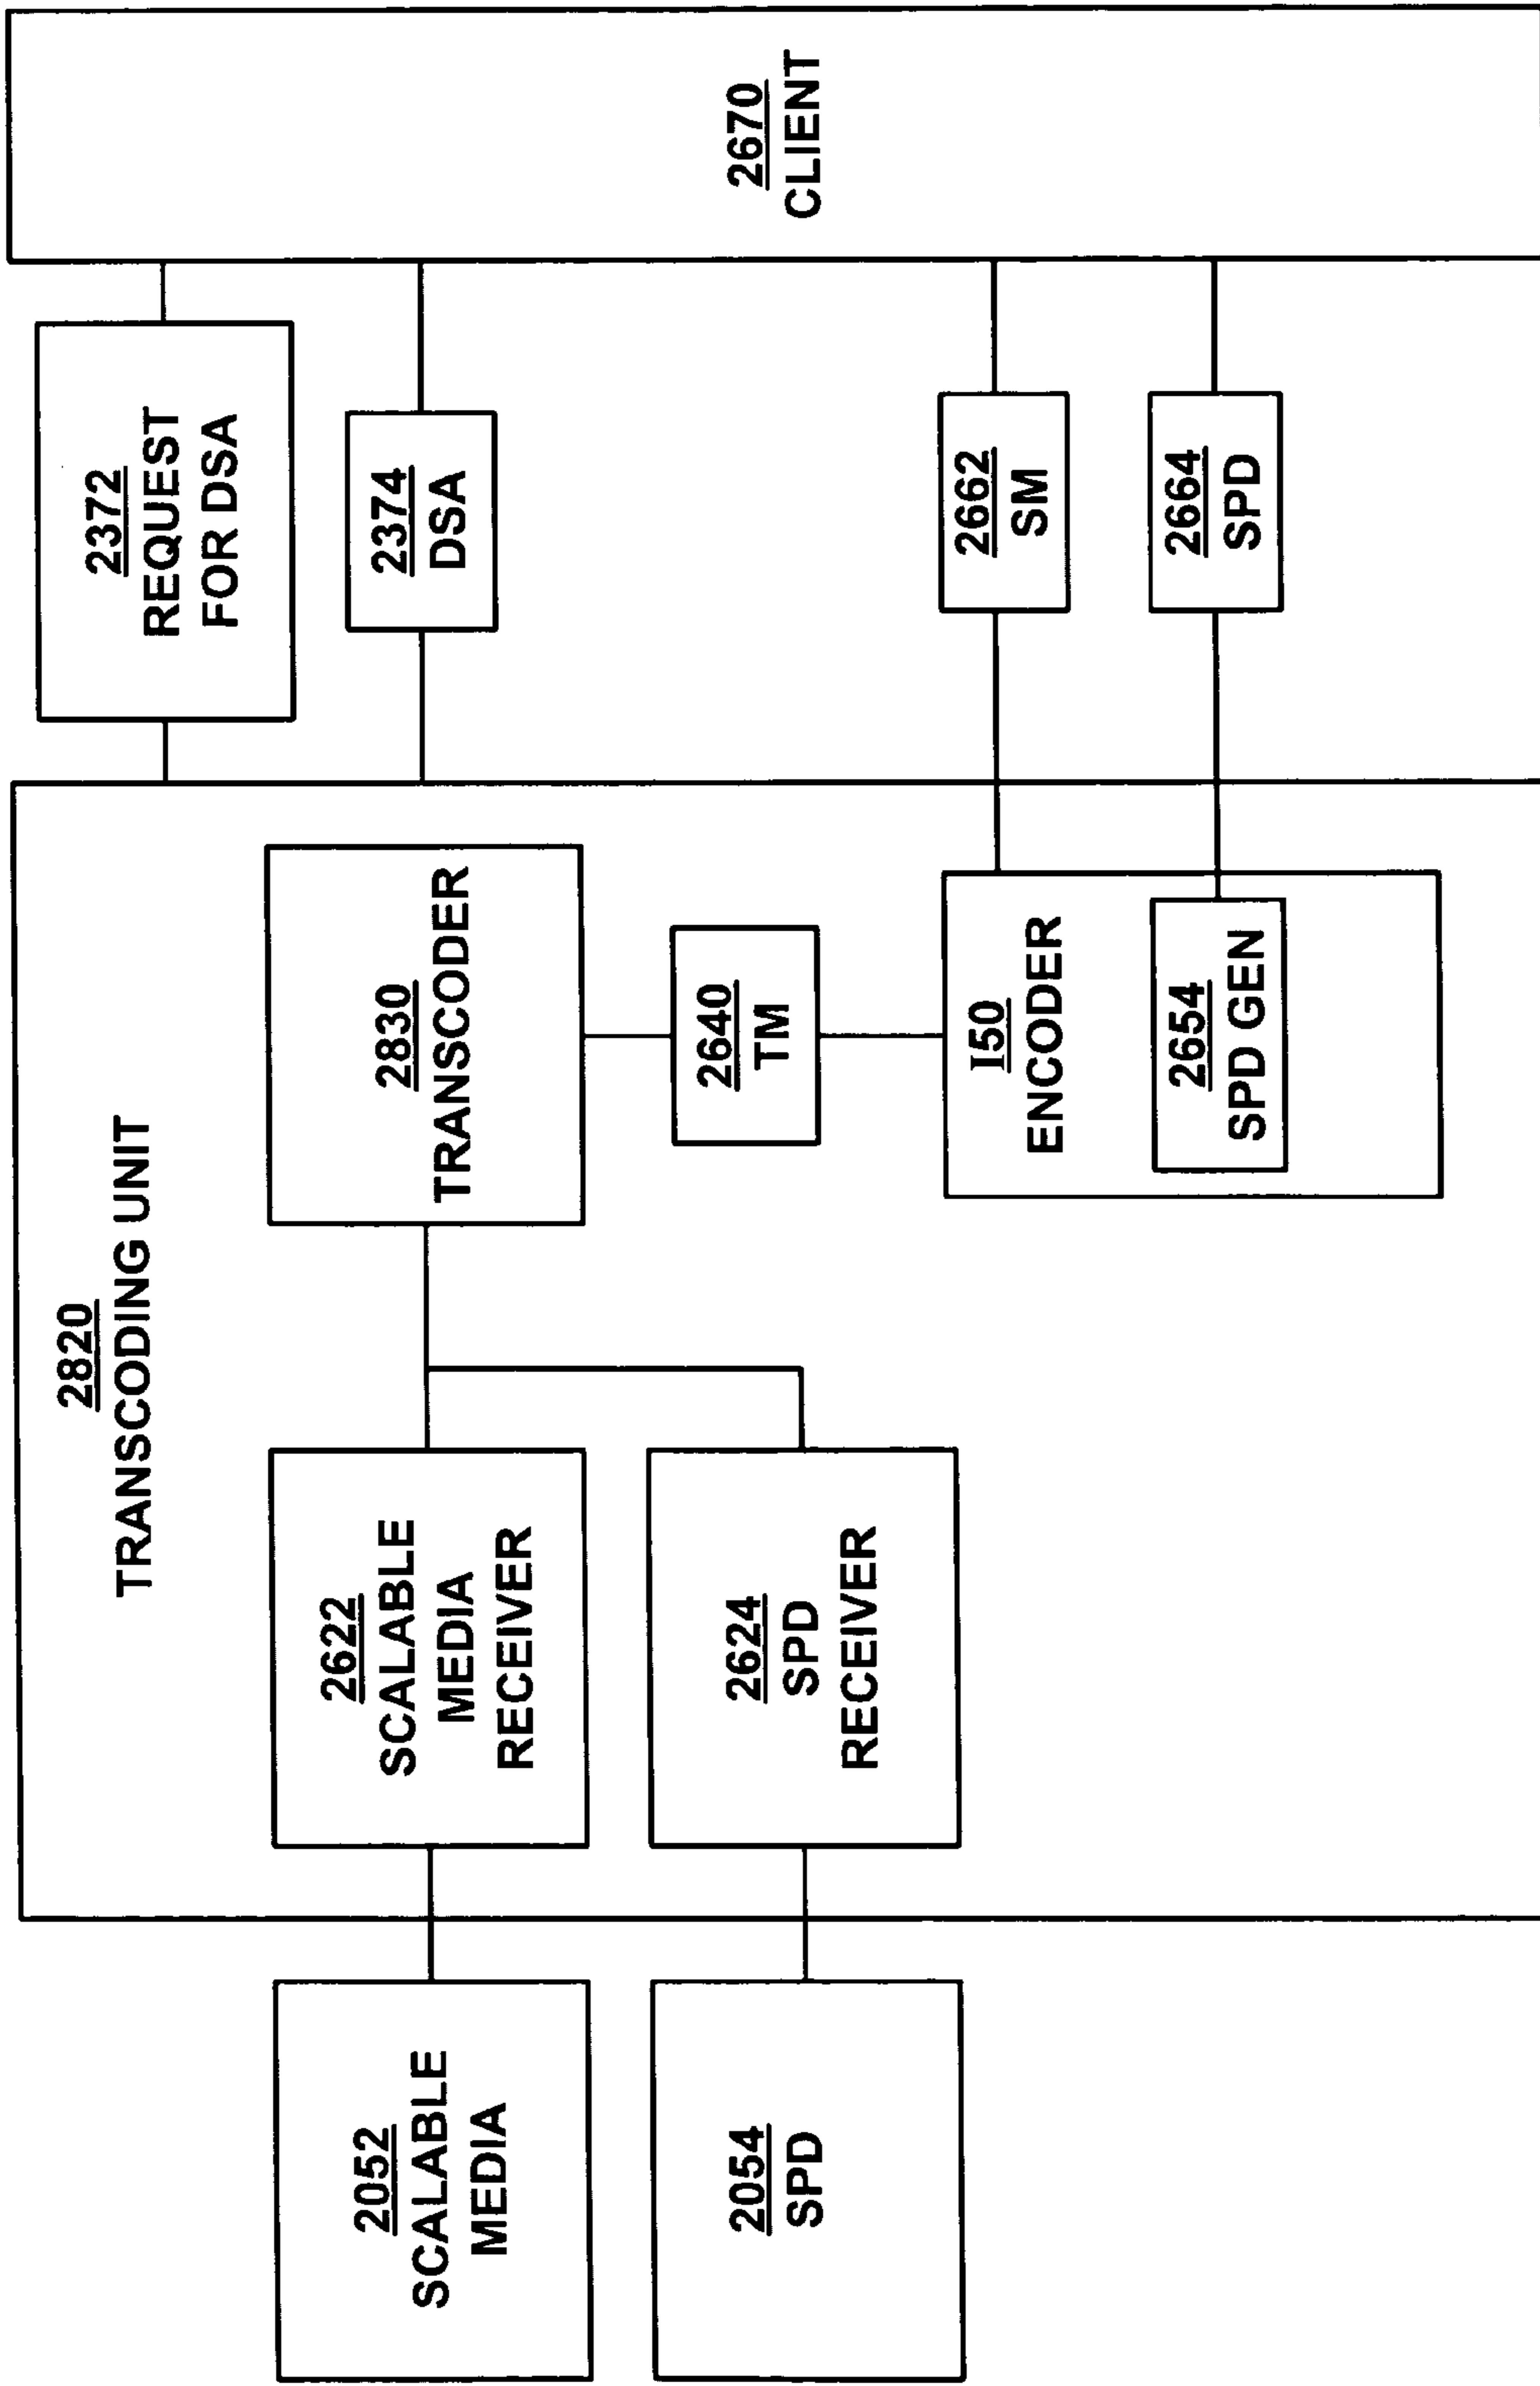 2052
SCALABLE
MEDIA
2054
SPD
2820
TRANSCODING UNIT
2622
SCALABLE
MEDIA
RECEIVER
2624
SPD
RECEIVER
2830
TRANSCODER
2640
TM
I50
ENCODER
2654
SPD GEN
2372
REQUEST
FOR DSA
2374
DSA
2662
SM
2664
SPD
2670
CLIENT